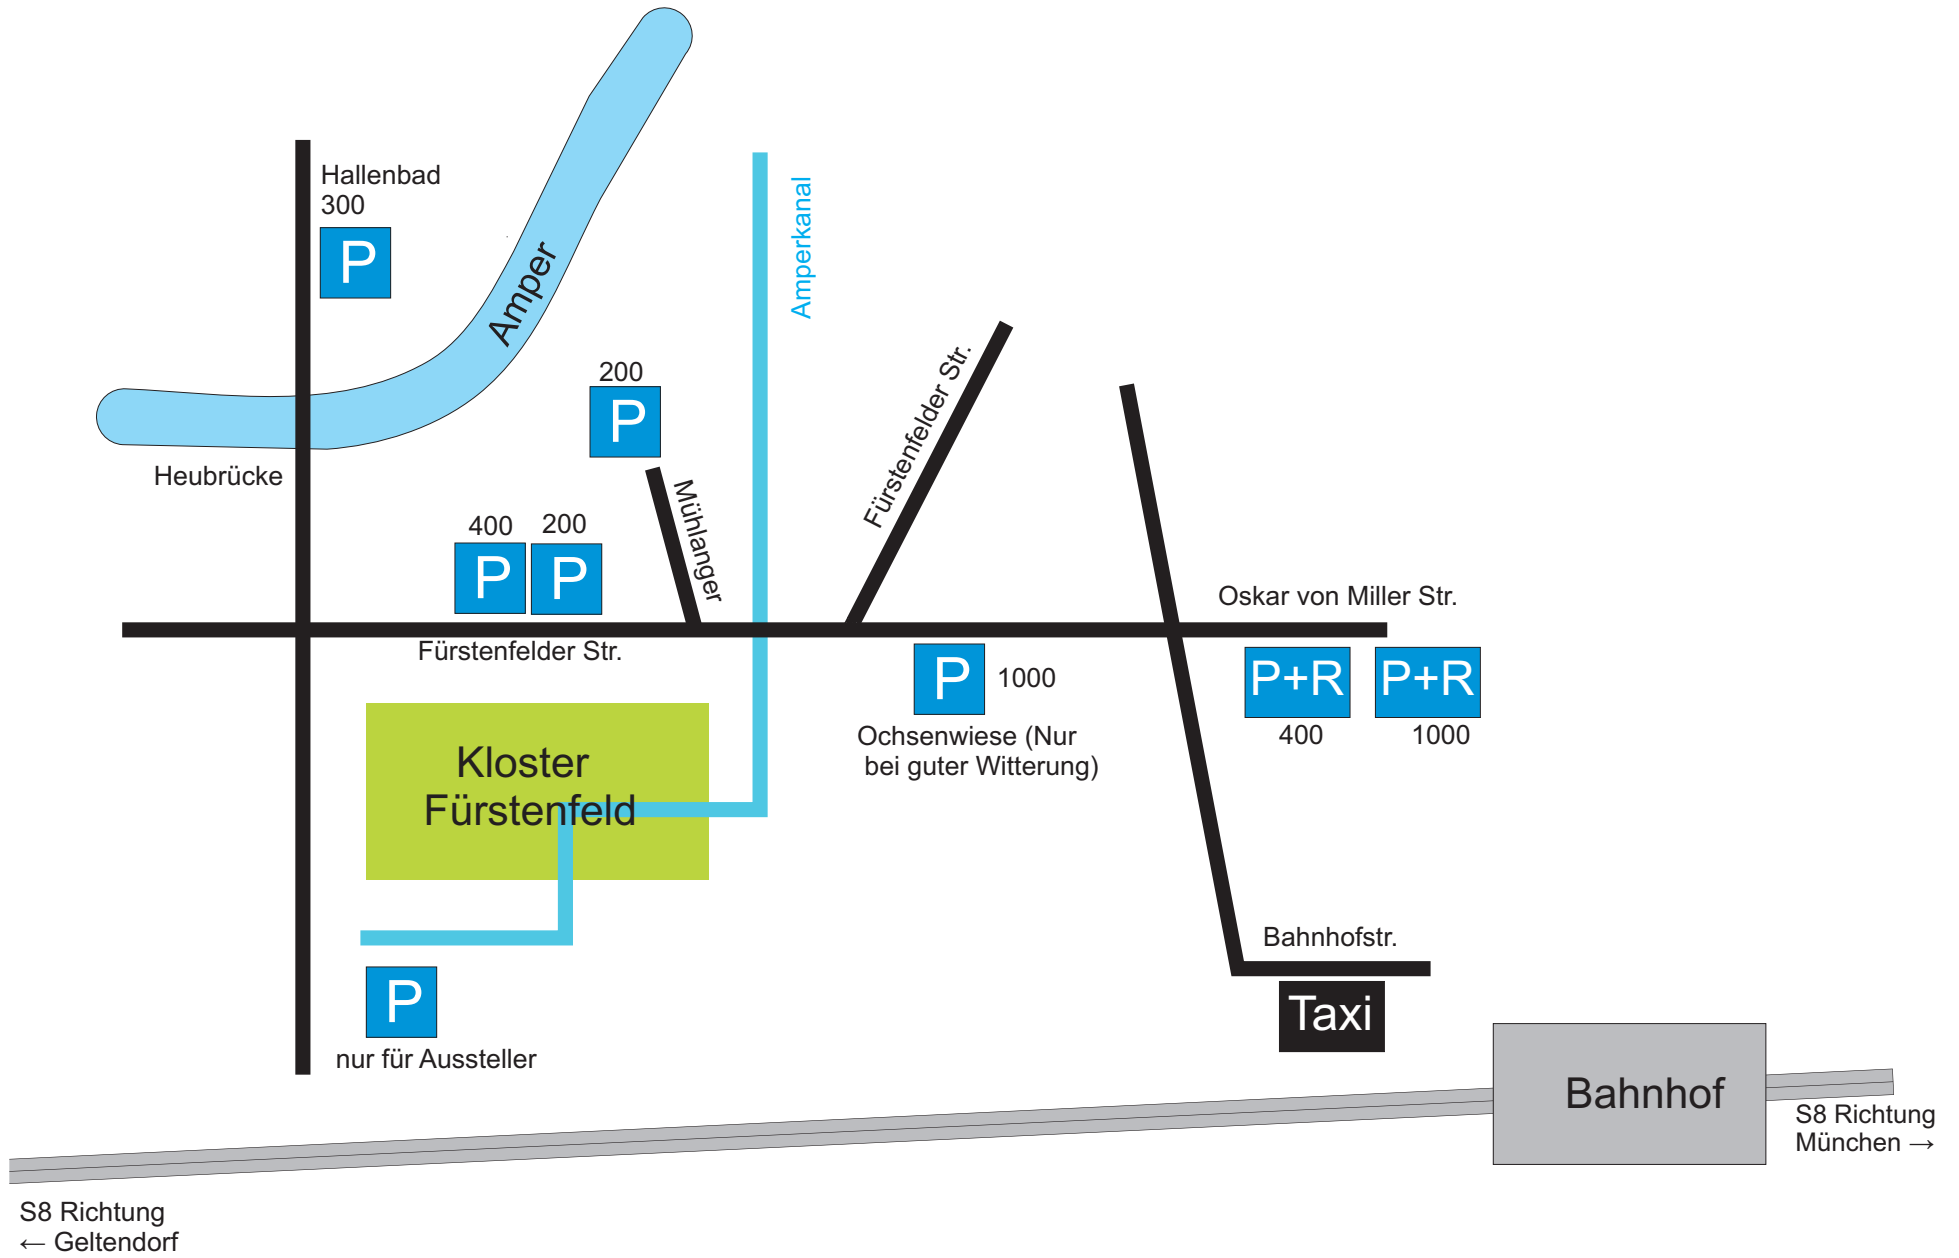 Hallenbad
300
P
Amper
Amperkanal
200
P
Fürstenfelder Str.
Heubrücke
Mühlanger
400
200
P
P
Oskar von Miller Str.
Fürstenfelder Str.
P
1000
P+R
P+R
400
1000
Ochsenwiese (Nur
bei guter Witterung)
Kloster
Fürstenfeld
Bahnhofstr.
P
Taxi
nur für Aussteller
Bahnhof
S8 Richtung
München →
S8 Richtung
← Geltendorf